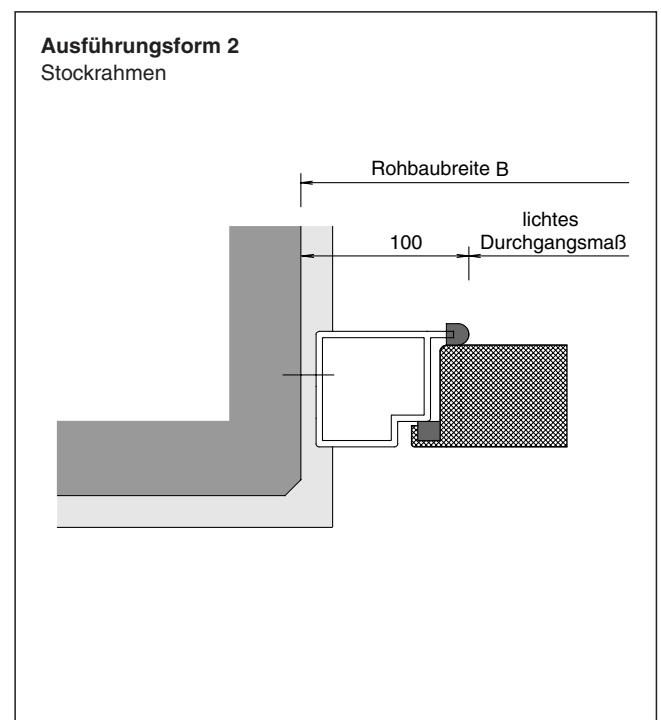 Ausführungsform 2
Stockrahmen
Rohbaubreite B
100
lichtes
Durchgangsmaß